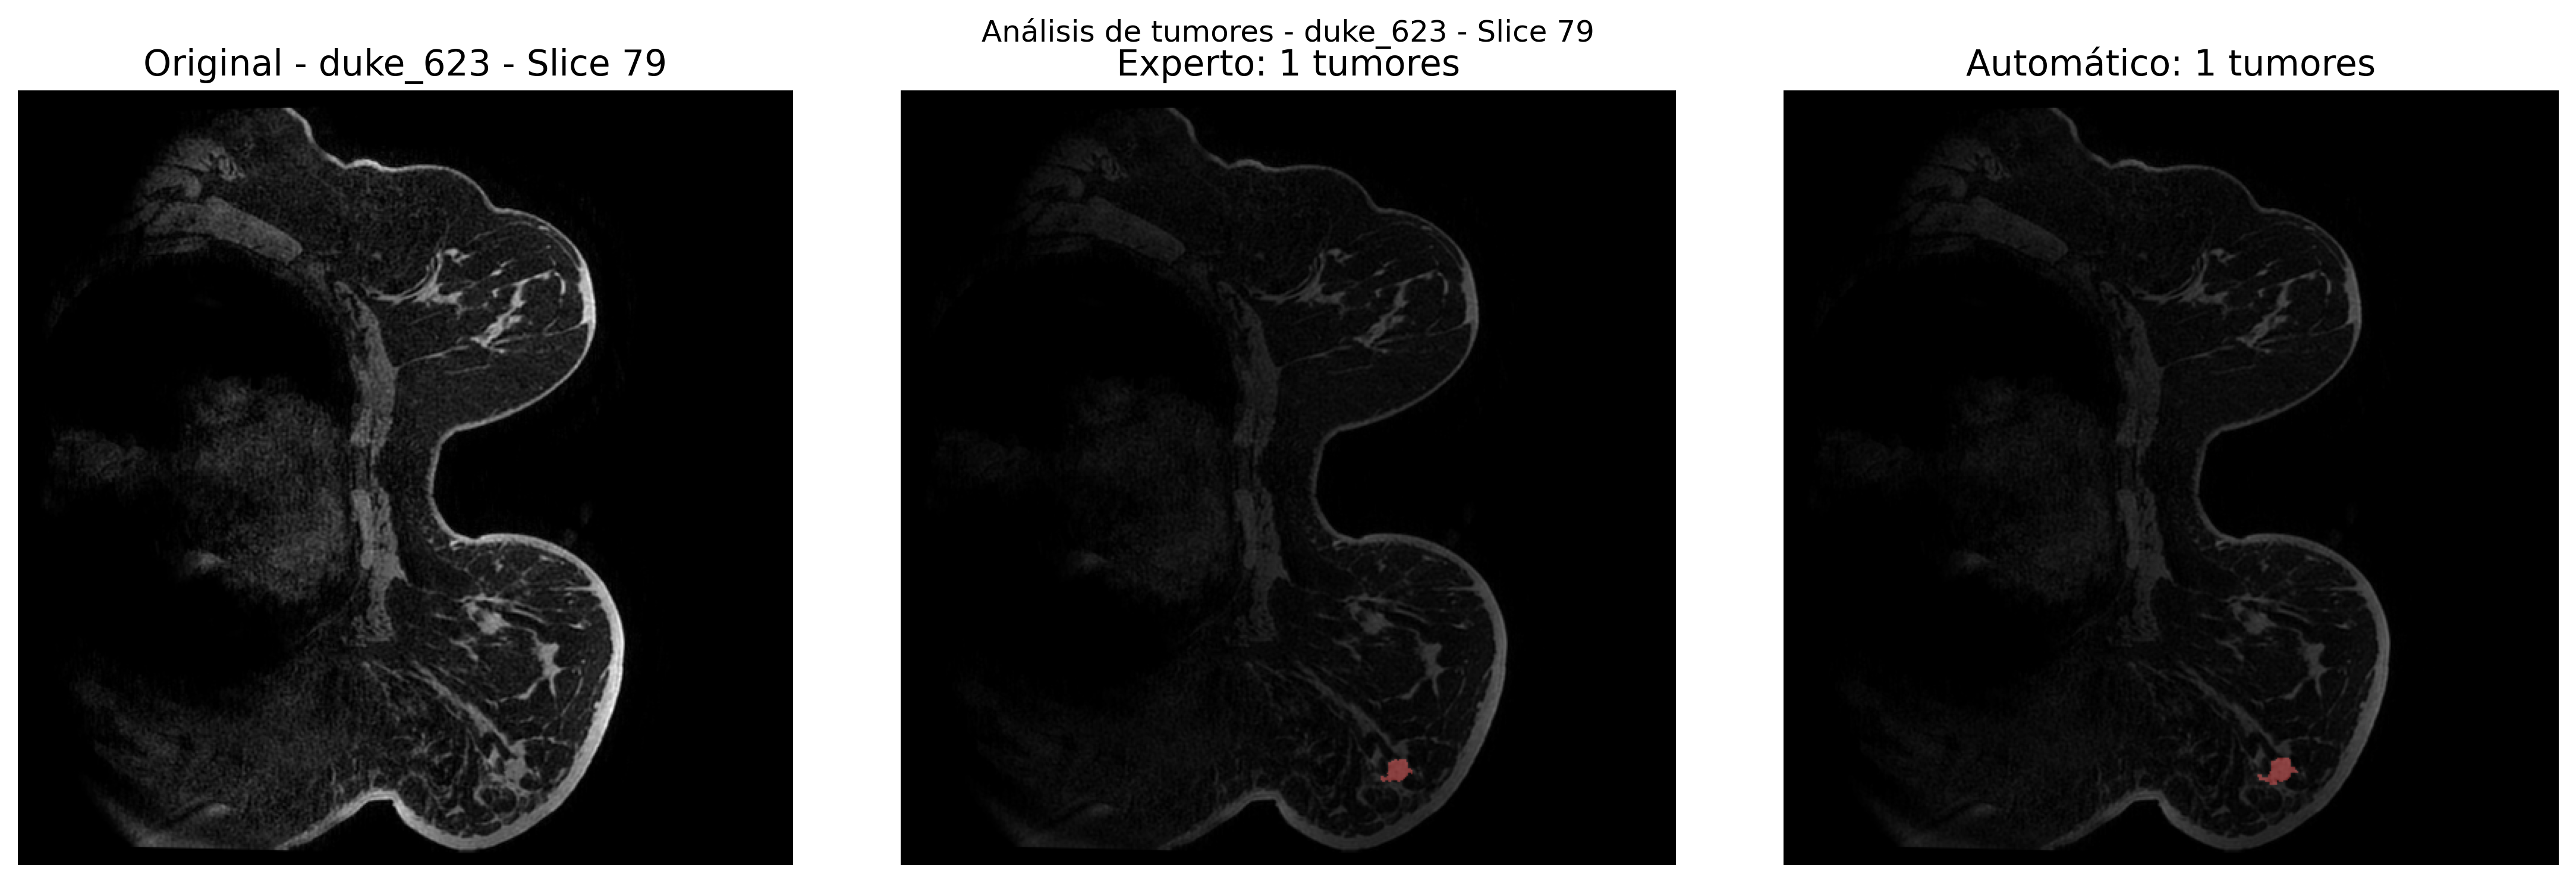 Análisis de tumores - duke_623 - Slice 79
Original - duke_623 - Slice 79
Experto: 1 tumores
Automático: 1 tumores